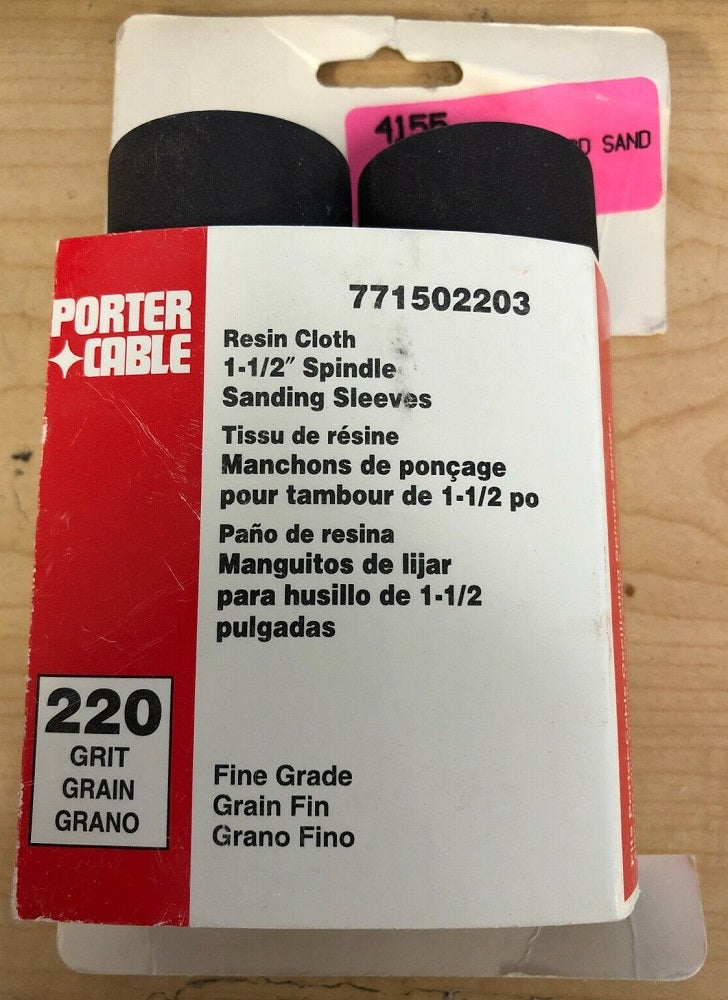 4155
SAND
PORTER
CABLE
771502203
Resin Cloth
1-1/2" Spindle
Sanding Sleeves
Tissu de résine
Manchons de ponçage
pour tambour de 1-1/2 po
Paño de resina
Manguitos de lijar
para husillo de 1-1/2
pulgadas
220
GRIT
GRAIN
GRANO
Fine Grade
Grain Fin
Grano Fino